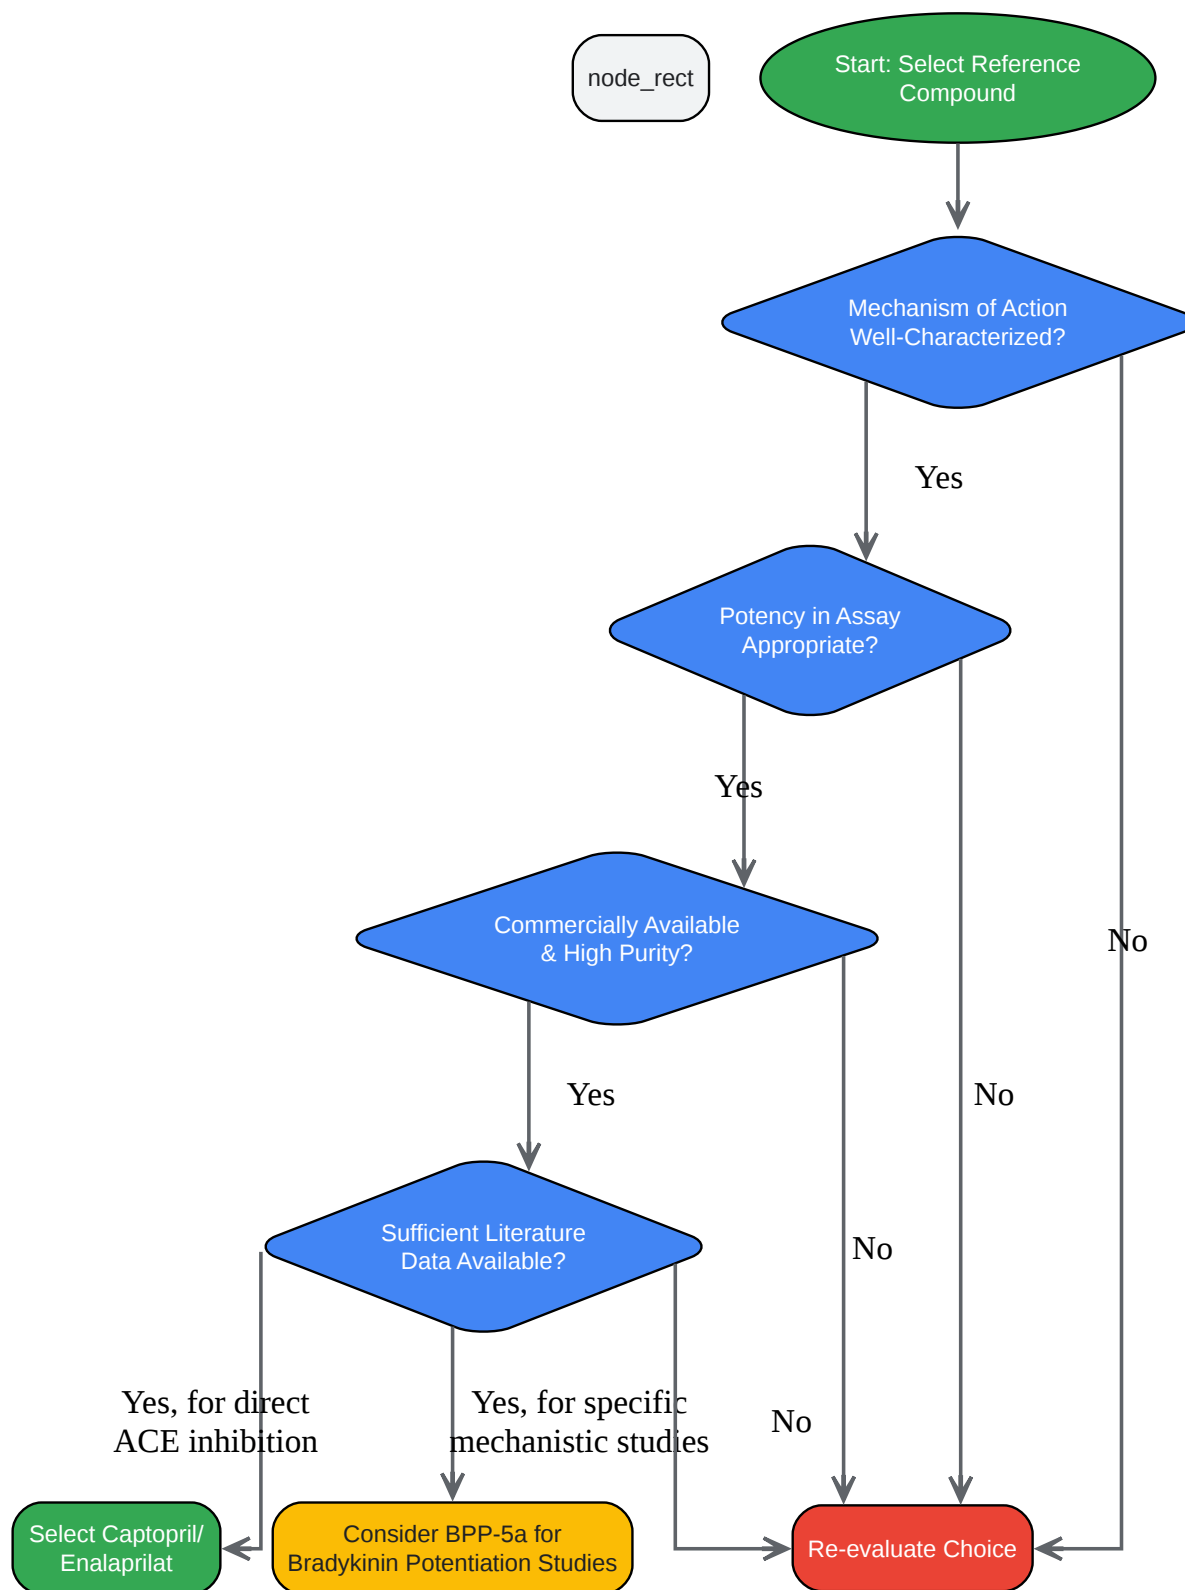 node_rect
Start: Select Reference
Compound
Mechanism of Action
Well-Characterized?
Yes
Potency in Assay
Appropriate?
Yes
Commercially Available
& High Purity?
No
Yes
No
Sufficient Literature
Data Available?
No
Yes, for direct
ACE inhibition
Yes, for specific
mechanistic studies
No
Select Captopril/
Enalaprilat
Consider BPP-5a for
Bradykinin Potentiation Studies
Re-evaluate Choice